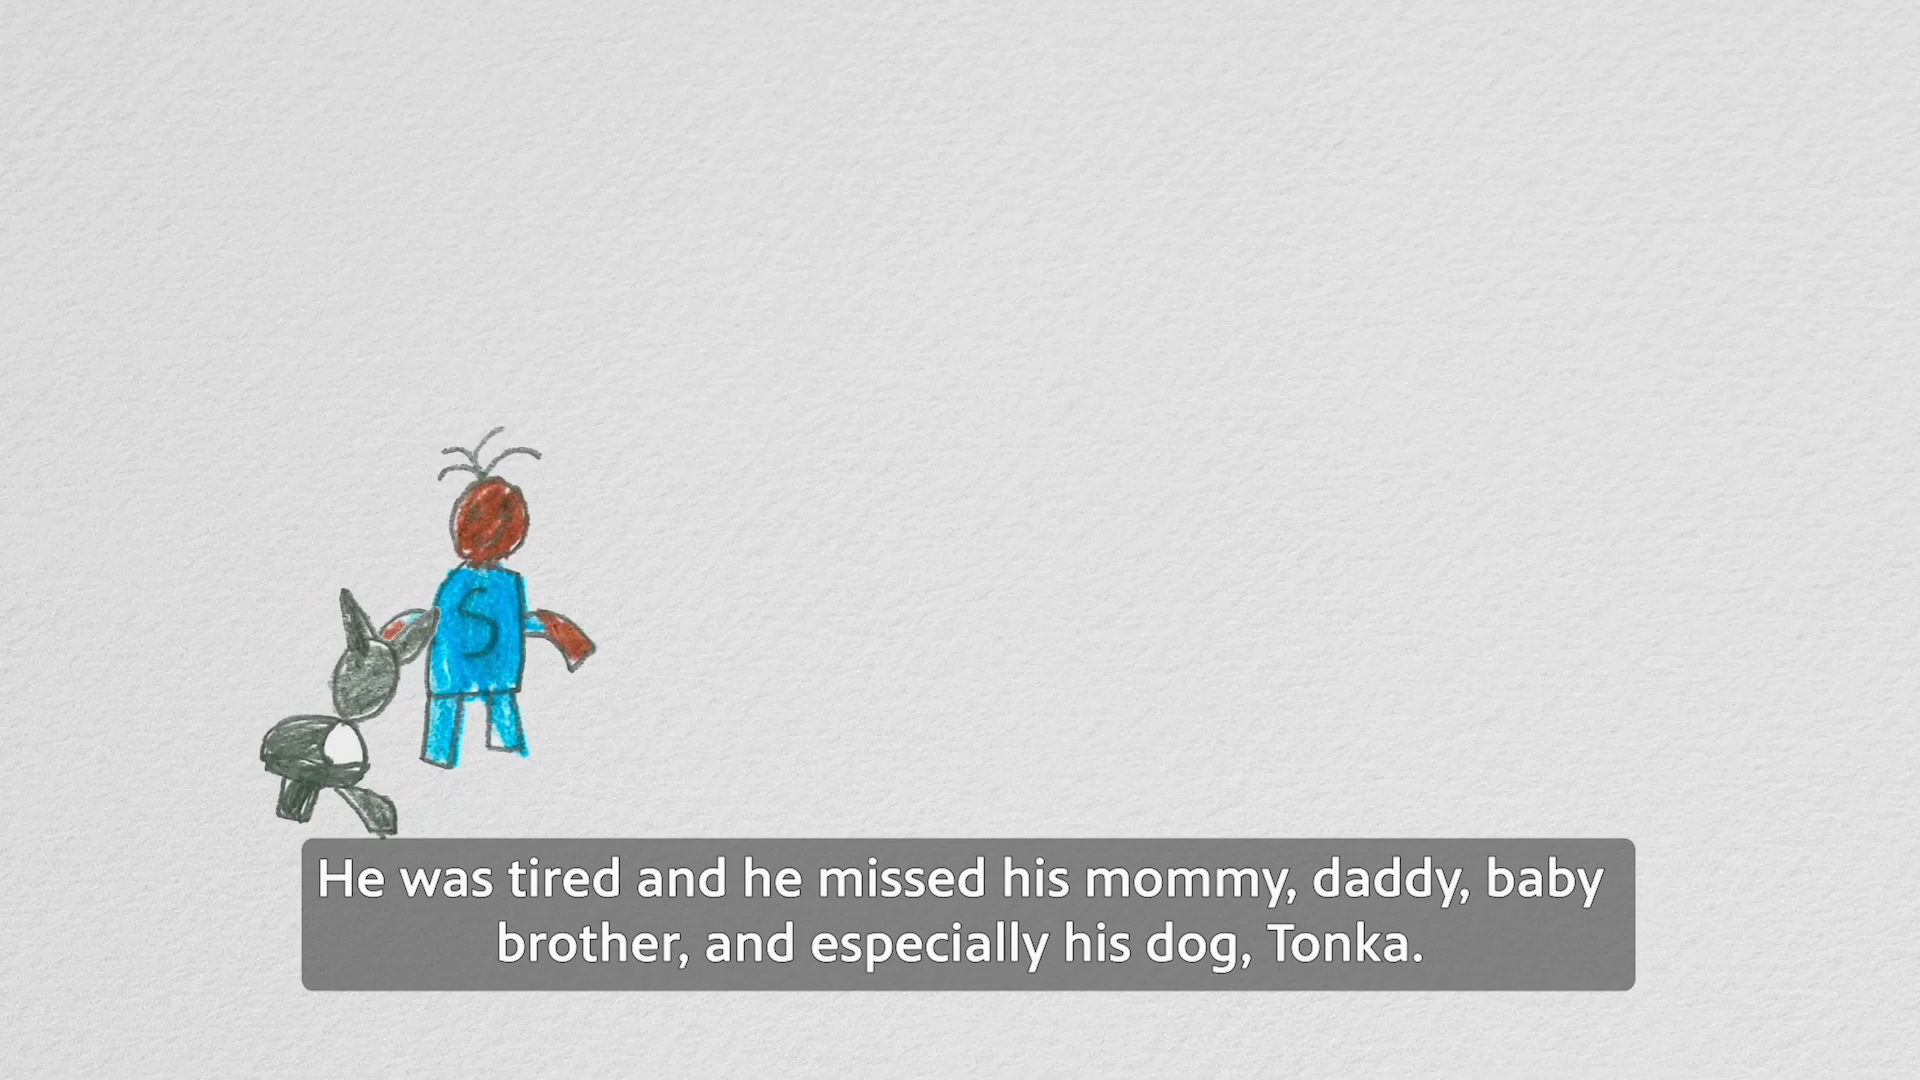 S
He was tired and he missed his mommy, daddy, baby
brother, and especially his dog, Tonka.